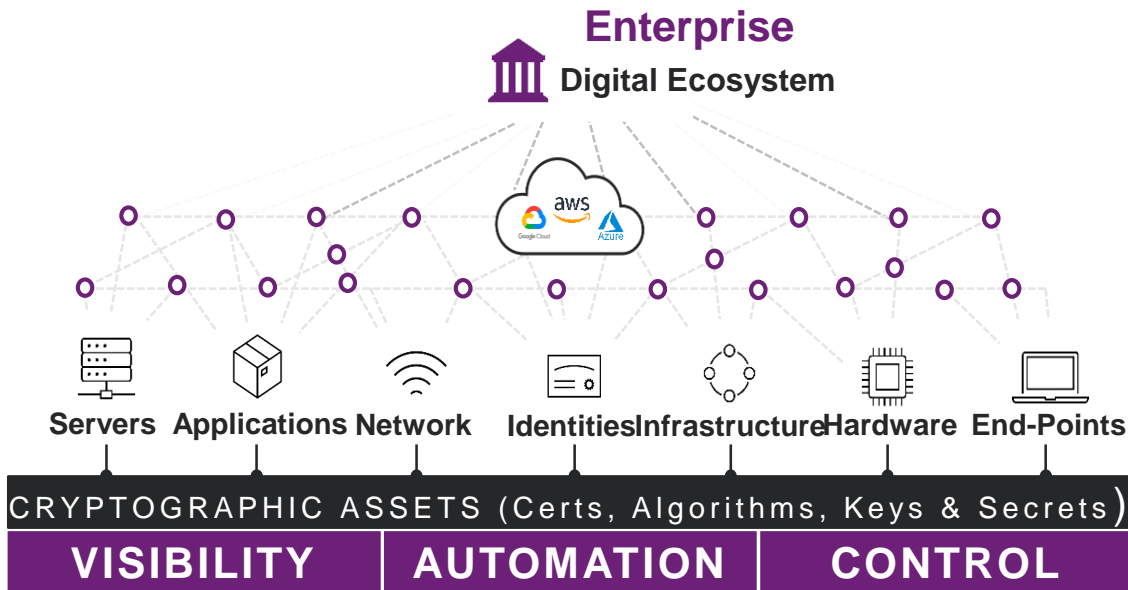 Enterprise
Digital Ecosystem
aws
Google Cloud
Azure
Servers
Applications
Network
Identities
Infrastructure
Hardware
End-Points
CRYPTOGRAPHIC ASSETS (Certs, Algorithms, Keys & Secrets)
VISIBILITY
AUTOMATION
CONTROL